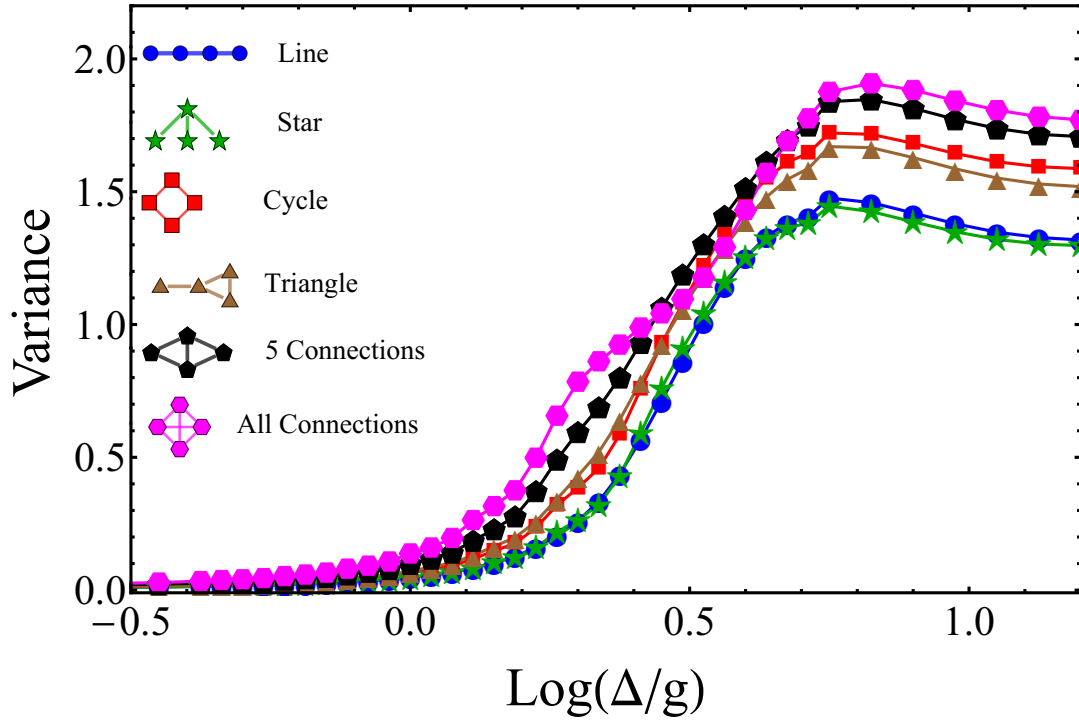 2.0
1.5
1.0
0.5
0.0
Variance
Line
Star
Cycle
Triangle
5 Connections
All Connections
−0.5 0.0 0.5 1.0
Log(Δ/g)